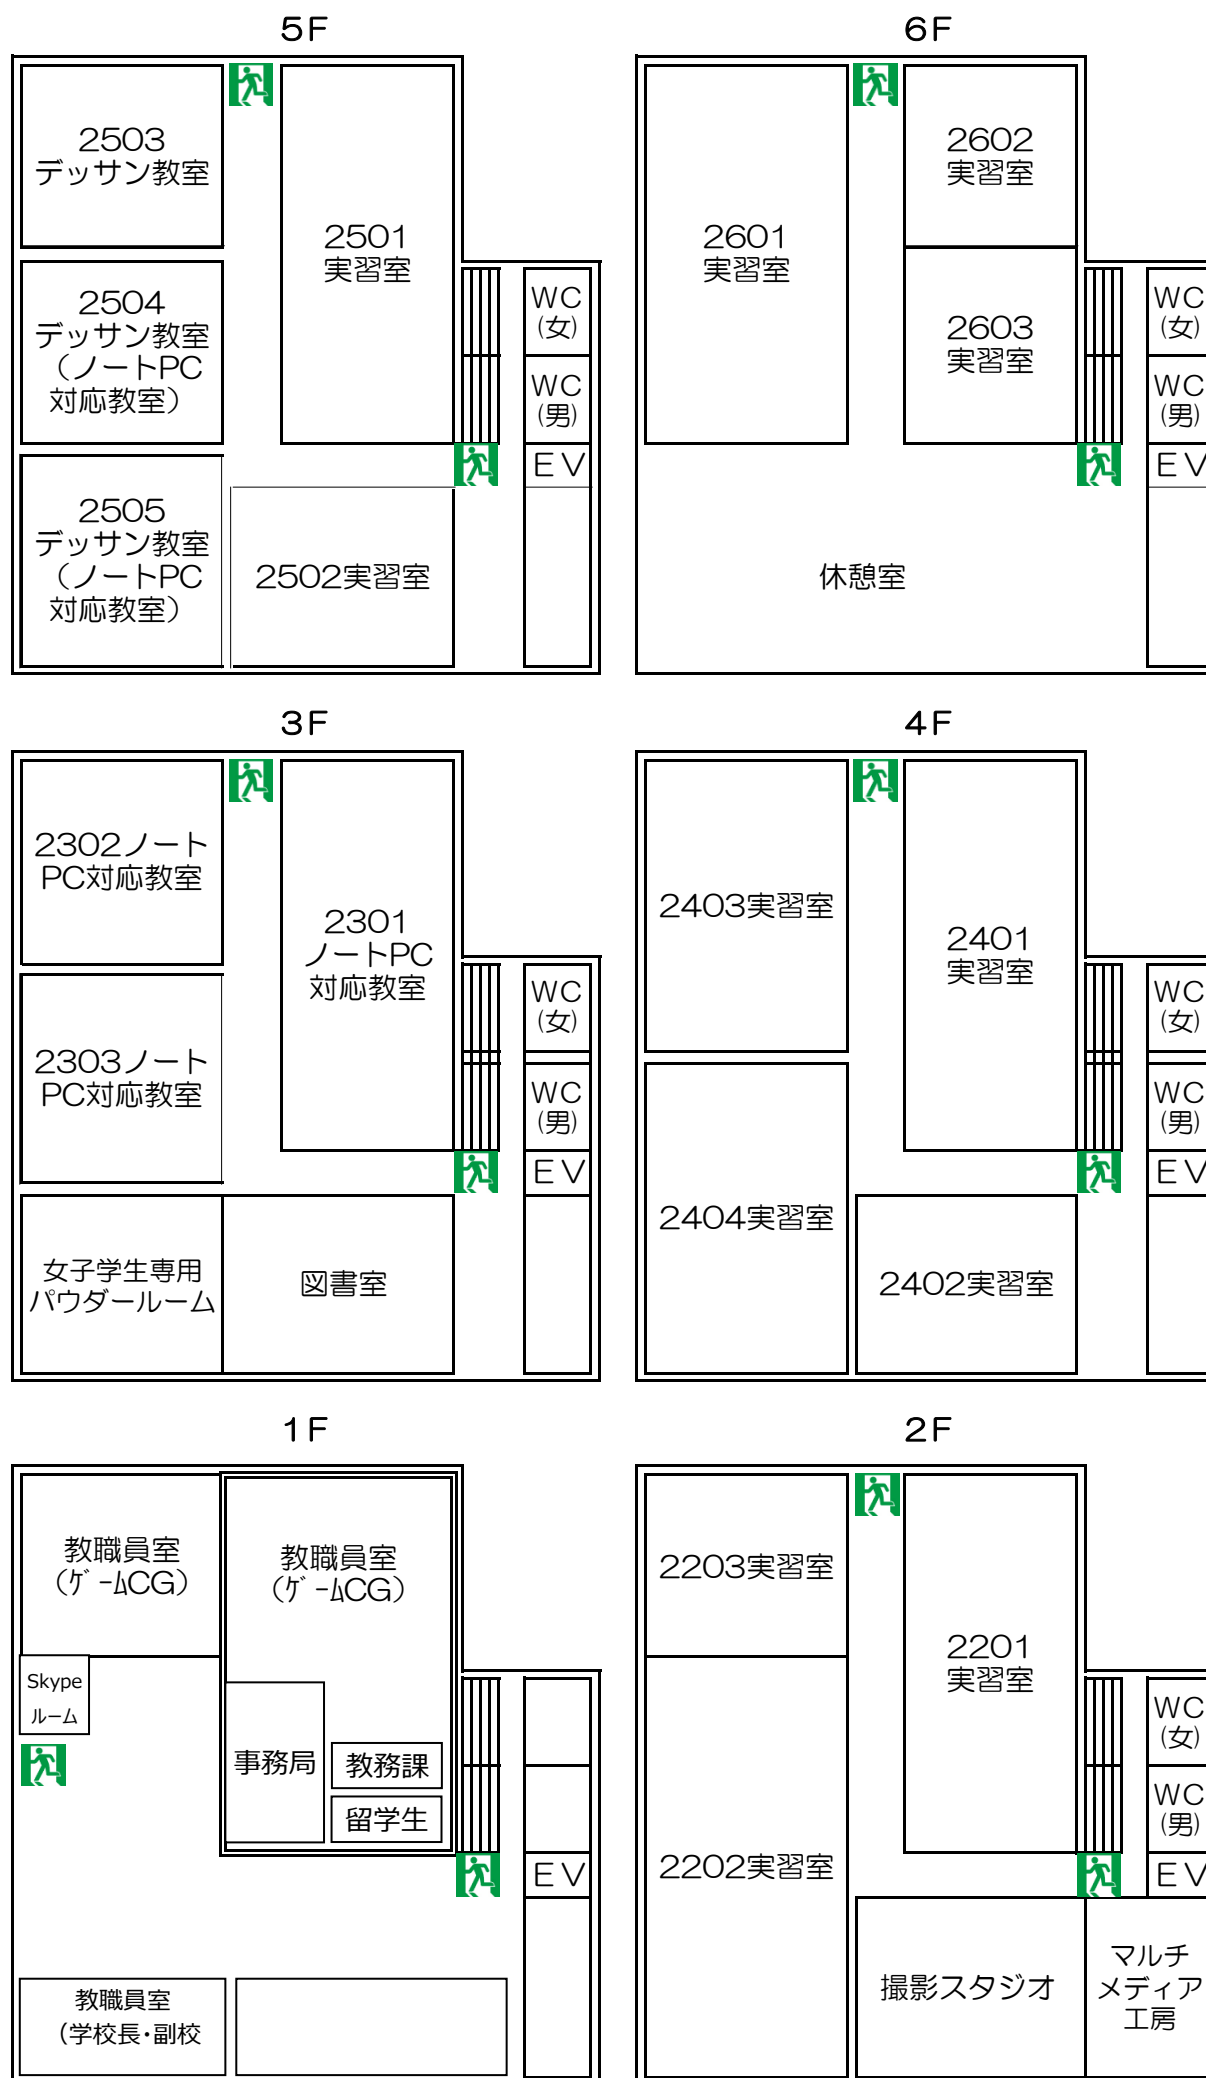 5F
2503
デッサン教室
2504
デッサン教室
（ノートPC
対応教室）
2505
デッサン教室
（ノートPC
対応教室）
2501
実習室
2502実習室
WC
(女)
WC
(男)
EV
6F
2601
実習室
2602
実習室
2603
実習室
休憩室
WC
(女)
WC
(男)
EV
3F
2302ノート
PC対応教室
2303ノート
PC対応教室
2301
ノートPC
対応教室
女子学生専用
パウダールーム
図書室
WC
(女)
WC
(男)
EV
4F
2403実習室
2404実習室
2401
実習室
2402実習室
WC
(女)
WC
(男)
EV
1F
教職員室
（ｹﾞｰﾑCG）
教職員室
（ｹﾞｰﾑCG）
Skype
ルーム
事務局
教務課
留学生
EV
教職員室
（学校長・副校
2F
2203実習室
2202実習室
2201
実習室
撮影スタジオ
マルチ
メディア
工房
WC
(女)
WC
(男)
EV